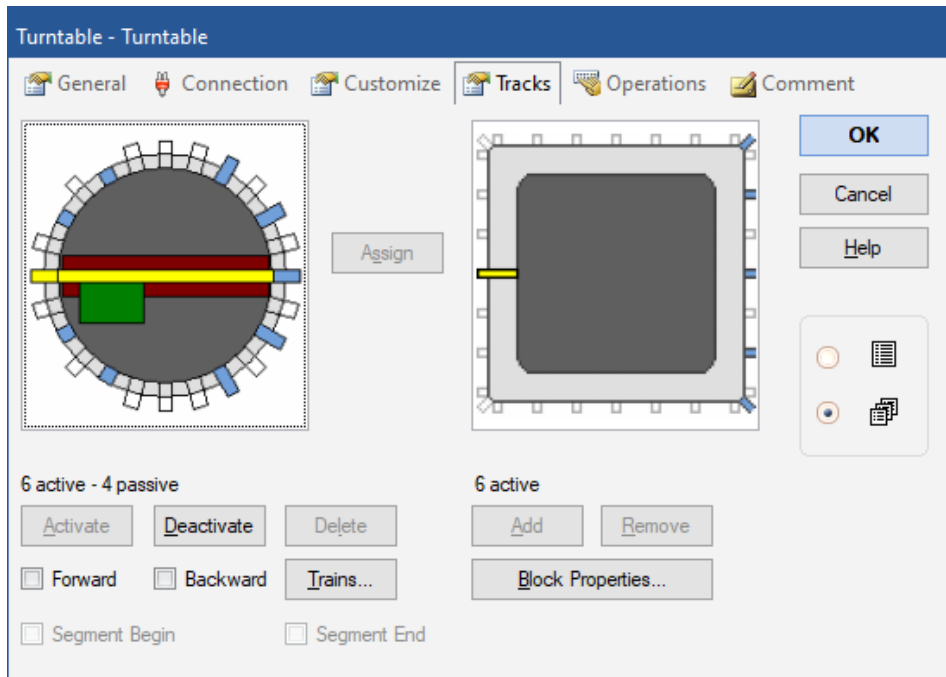 Turntable - Turntable
General Connection Customize Tracks Operations Comment
OK
Assign
Cancel
Help
6 active - 4 passive
6 active
Activate Deactivate Delete Add Remove
Forward Backward Trains... Block Properties...
Segment Begin Segment End